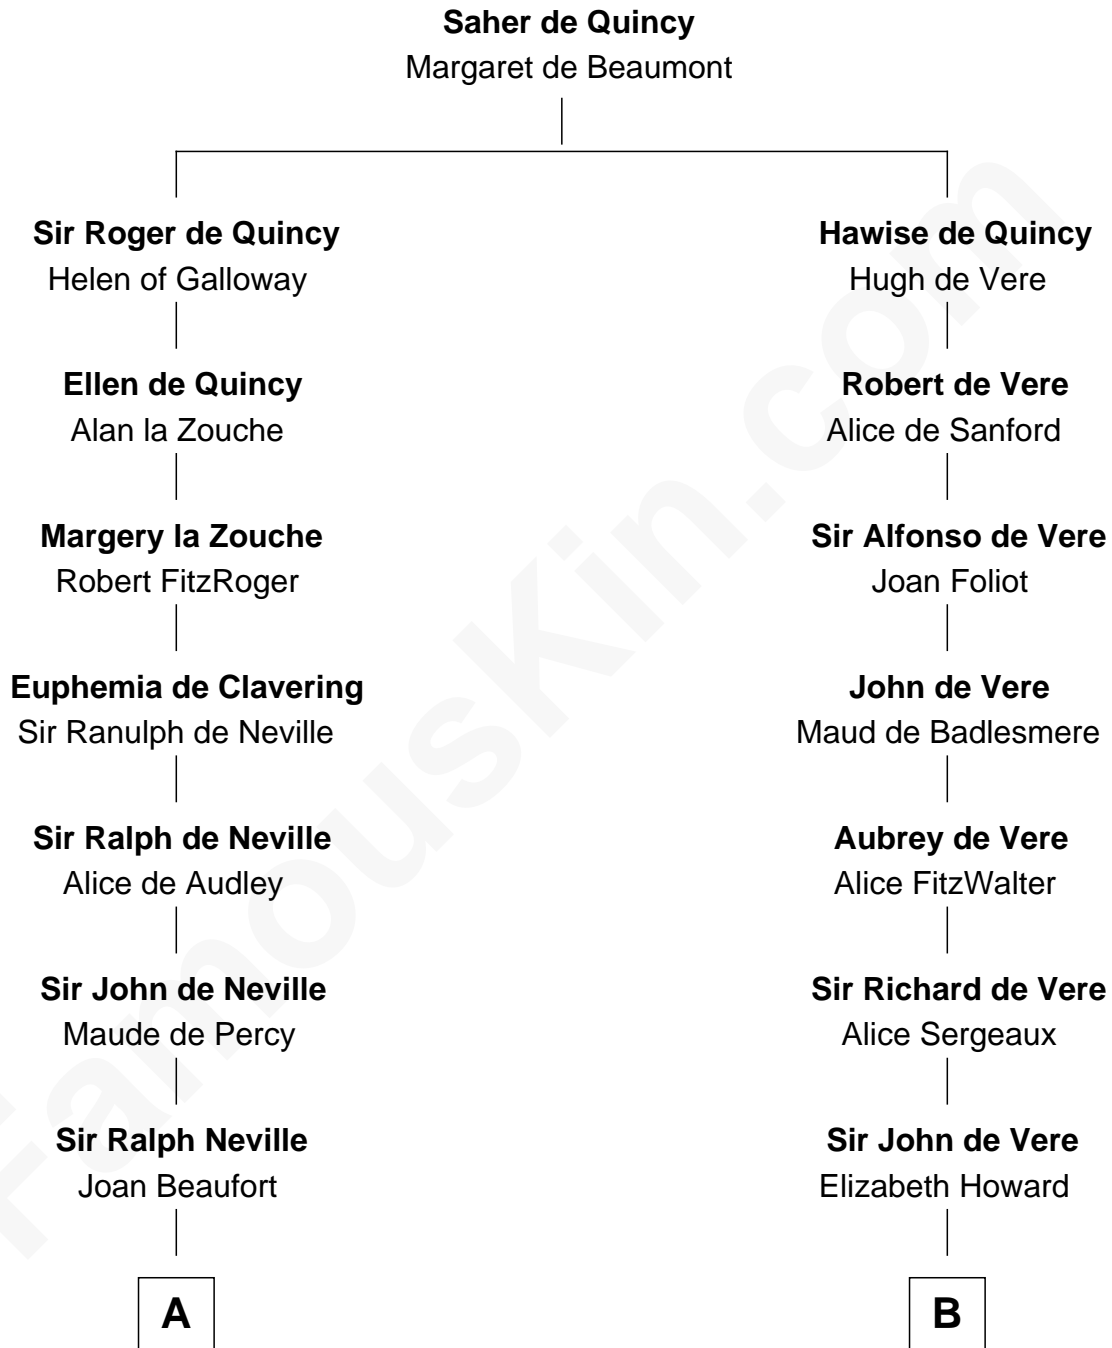 Saher de Quincy
Margaret de Beaumont
Sir Roger de Quincy
Helen of Galloway
Hawise de Quincy
Hugh de Vere
Ellen de Quincy
Alan la Zouche
Robert de Vere
Alice de Sanford
Margery la Zouche
Robert FitzRoger
Sir Alfonso de Vere
Joan Foliot
Euphemia de Clavering
Sir Ranulph de Neville
John de Vere
Maud de Badlesmere
Sir Ralph de Neville
Alice de Audley
Aubrey de Vere
Alice FitzWalter
Sir John de Neville
Maude de Percy
Sir Richard de Vere
Alice Sergeaux
Sir Ralph Neville
Joan Beaufort
Sir John de Vere
Elizabeth Howard
A
B
FamousKin.com